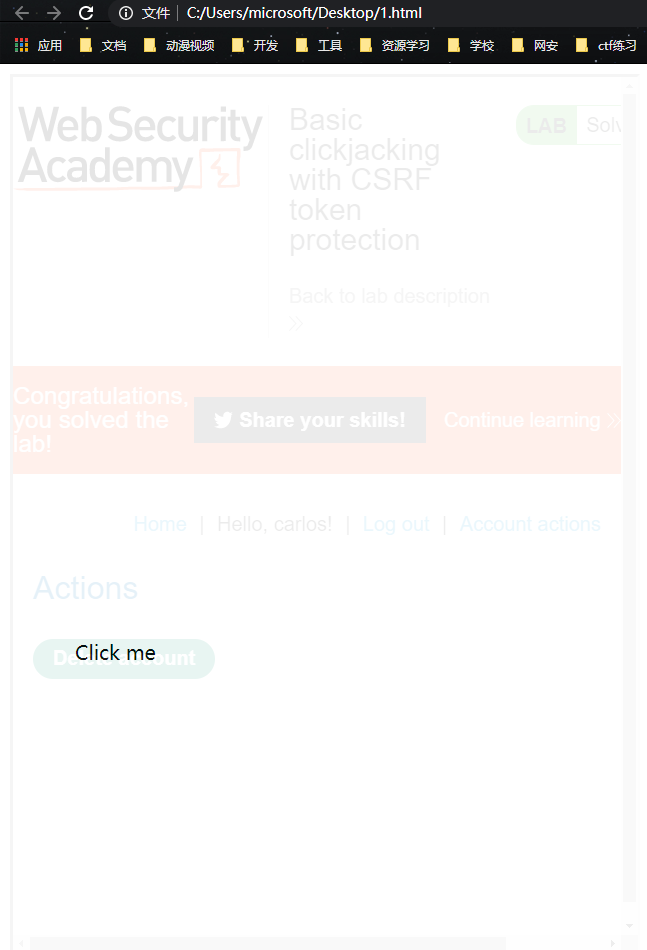 文件 C:/Users/microsoft/Desktop/1.html
应用 文档 动漫视频 开发 工具 资源学习 学校 网安 ctf练习
Web Security
Academy
Basic
clickjacking
with CSRF
token
protection
LAB Solv
Back to lab description
Congratulations,
you solved the
lab!
Share your skills!
Continue learning
Home | Hello, carlos! | Log out | Account actions
Actions
Click me